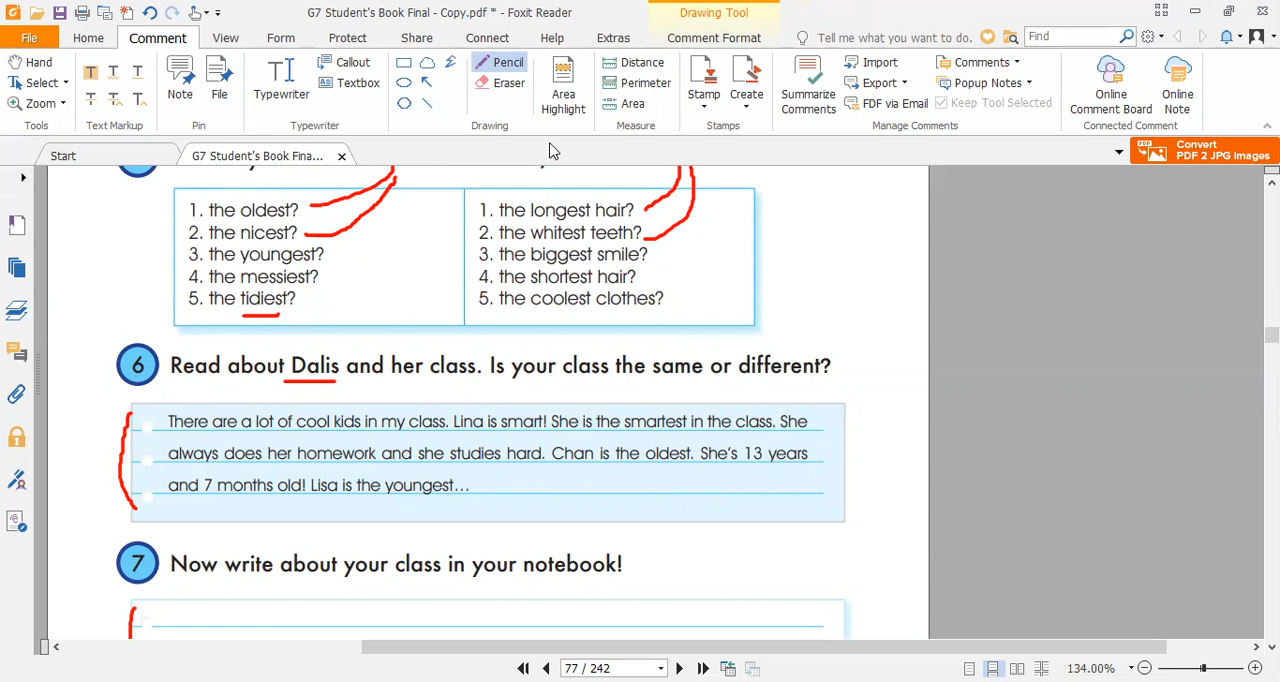 G7 Student's Book Final - Copy.pdf * - Foxit Reader
Drawing Tool
File Home Comment View Form Protect Share Connect Help Extras Comment Format Tell me what you want to do.. Find
Hand Select Zoom Tools
Text Markup
Note File Pin
Typewriter Callout Textbox Typewriter
Pencil Eraser Drawing
Area Highlight
Distance Perimeter Area Measure
Stamp Create Stamps
Summarize Comments Import Export FDF via Email Comments Popup Notes Keep Tool Selected Manage Comments
Online Comment Board Online Note Connected Comment
Start G7 Student's Book Fina... Convert PDF 2 JPG Images
1. the oldest?
2. the nicest?
3. the youngest?
4. the messiest?
5. the tidiest?
1. the longest hair?
2. the whitest teeth?
3. the biggest smile?
4. the shortest hair?
5. the coolest clothes?
6 Read about Dalis and her class. Is your class the same or different?
There are a lot of cool kids in my class. Lina is smart! She is the smartest in the class. She
always does her homework and she studies hard. Chan is the oldest. She's 13 years
and 7 months old! Lisa is the youngest...
7 Now write about your class in your notebook!
77 / 242 134.00%